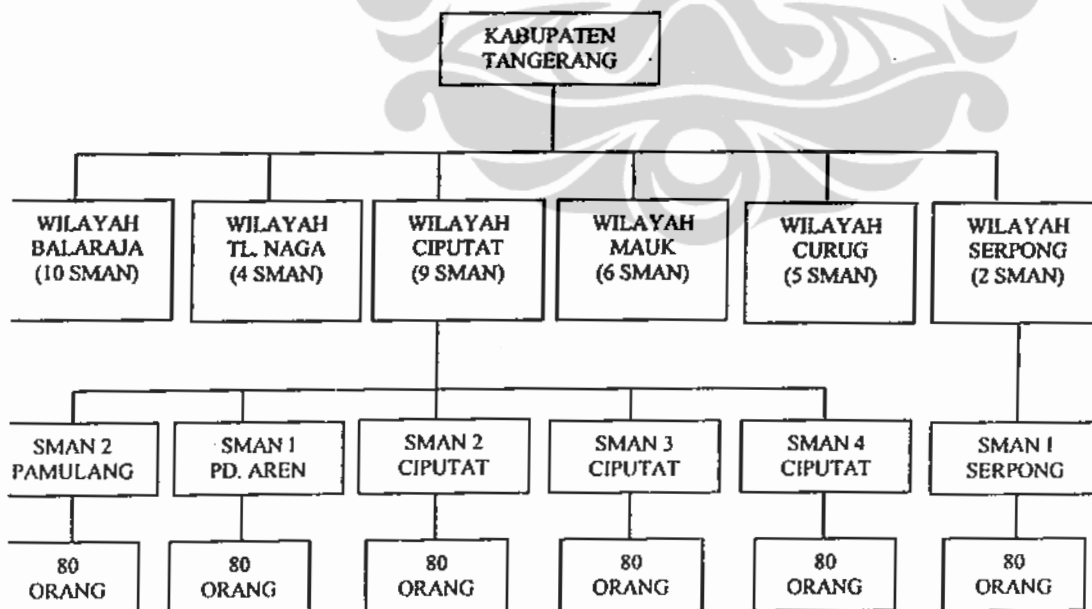 KABUPATEN
TANGERANG
WILAYAH
BALARAJA
(10 SMAN)
WILAYAH
TL. NAGA
(4 SMAN)
WILAYAH
CIPUTAT
(9 SMAN)
WILAYAH
MAUK
(6 SMAN)
WILAYAH
CURUG
(5 SMAN)
WILAYAH
SERPONG
(2 SMAN)
SMAN 2
PAMULANG
SMAN 1
PD. AREN
SMAN 2
CIPUTAT
SMAN 3
CIPUTAT
SMAN 4
CIPUTAT
SMAN 1
SERPONG
80
ORANG
80
ORANG
80
ORANG
80
ORANG
80
ORANG
80
ORANG